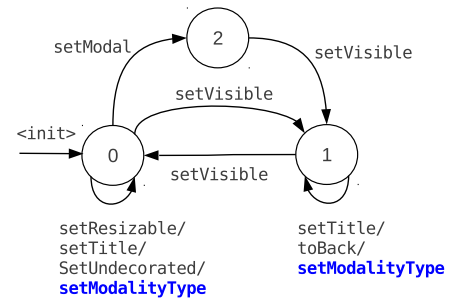 2
setModal
setVisible
setVisible
<init>
0
1
setVisible
setResizable/
setTitle/
SetUndecorated/
setModalityType
setTitle/
toBack/
setModalityType